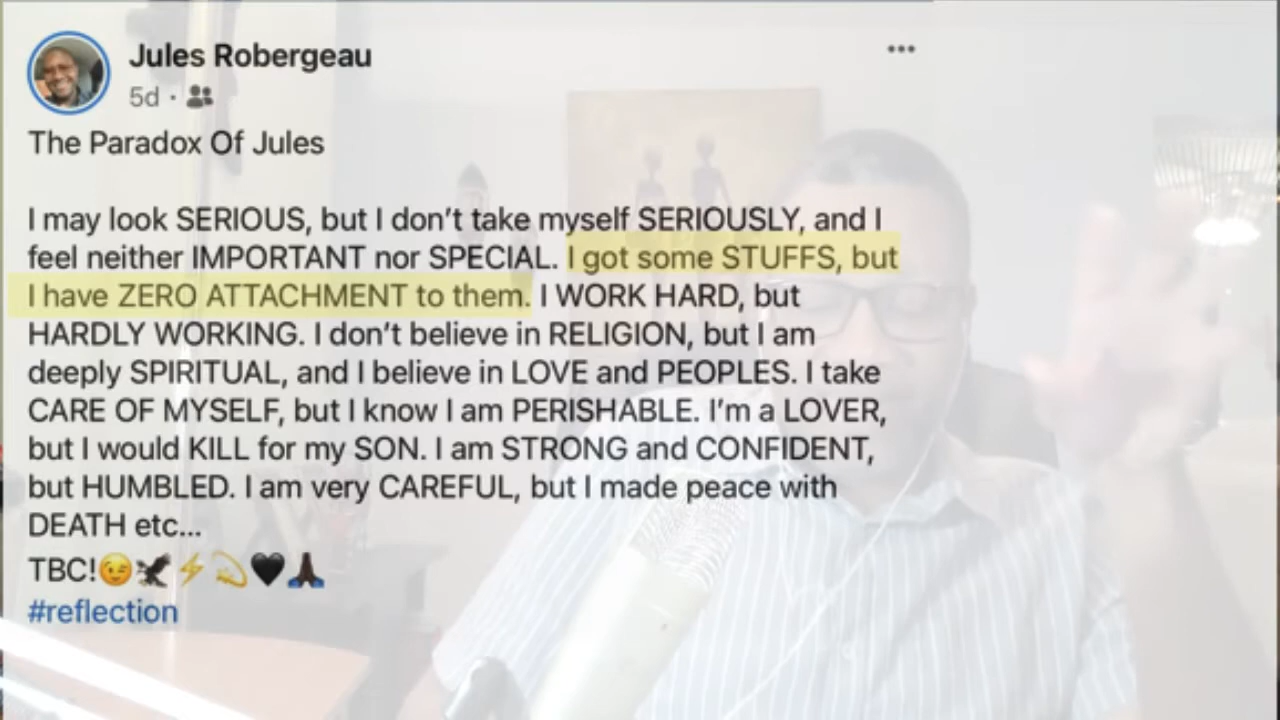 Jules Robergeau
5d ·
The Paradox Of Jules
I may look SERIOUS, but I don't take myself SERIOUSLY, and I
feel neither IMPORTANT nor SPECIAL. I got some STUFFS, but
I have ZERO ATTACHMENT to them. I WORK HARD, but
HARDLY WORKING. I don't believe in RELIGION, but I am
deeply SPIRITUAL, and I believe in LOVE and PEOPLES. I take
CARE OF MYSELF, but I know I am PERISHABLE. I'm a LOVER,
but I would KILL for my SON. I am STRONG and CONFIDENT,
but HUMBLED. I am very CAREFUL, but I made peace with
DEATH etc...
TBC!😉🦅⚡💫🖤🙏🏿
#reflection